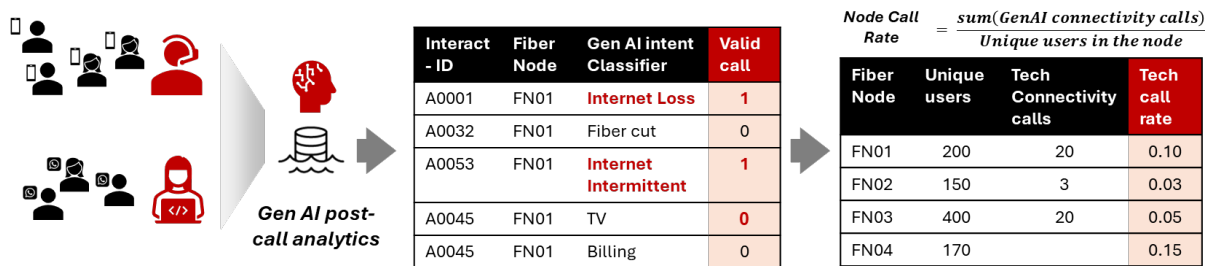 Gen AI post-
call analytics
Interact
- ID
Fiber
Node
Gen AI intent
Classifier
Valid
call
A0001 FN01 Internet Loss 1
A0032 FN01 Fiber cut 0
A0053 FN01 Internet
Intermittent 1
A0045 FN01 TV 0
A0045 FN01 Billing 0
Node Call
Rate
= sum(GenAI connectivity calls)
Unique users in the node
Fiber
Node
Unique
users
Tech
Connectivity
calls
Tech
call
rate
FN01 200 20 0.10
FN02 150 3 0.03
FN03 400 20 0.05
FN04 170 0.15